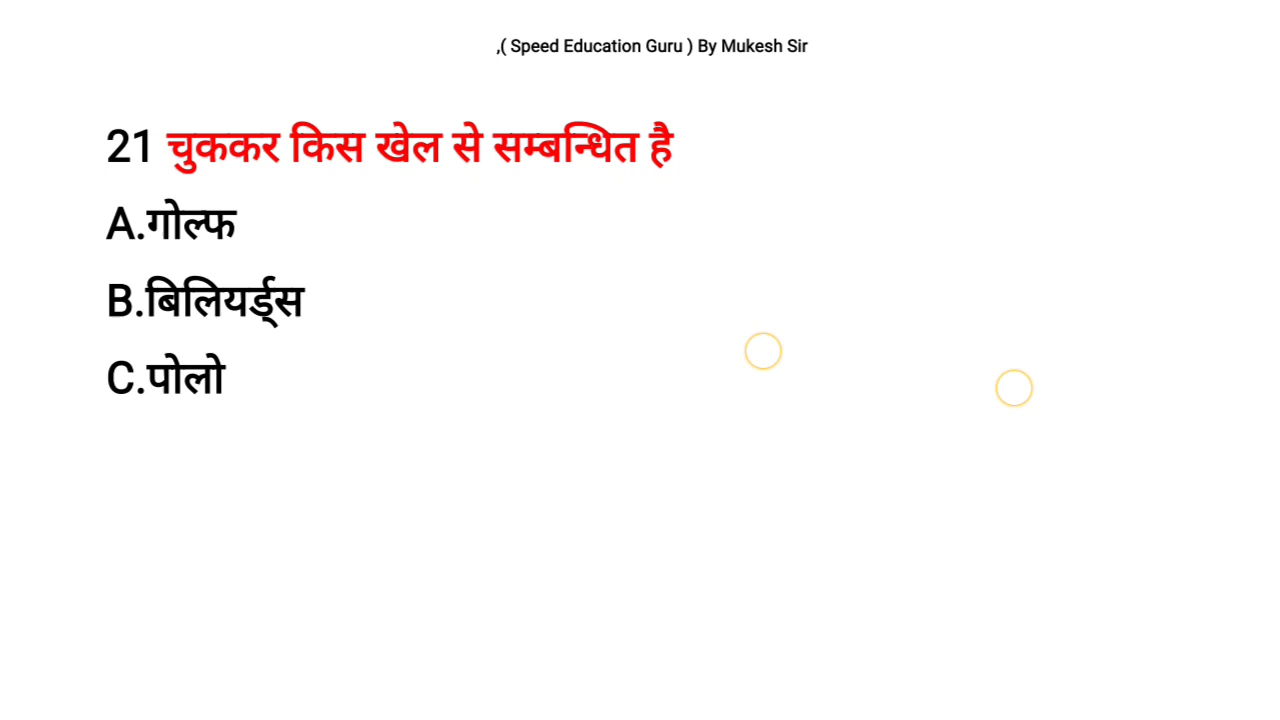 ,( Speed Education Guru ) By Mukesh Sir
21 चुककर किस खेल से सम्बन्धित है
A.गोल्फ
B.बिलियर्ड्स
C.पोलो